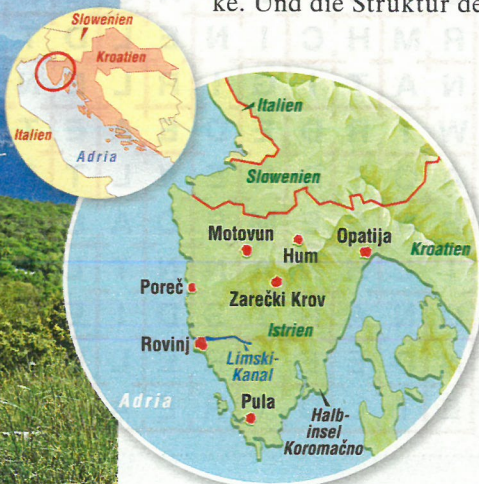 ke. Und die Struktur de
Slowenien
Kroatien
Italien
Adria
Italien
Slowenien
Motovun
Hum
Opatija
Kroatien
Poreč
Zarečki Krov
Rovinj
Istrien
Limski-
Kanal
Adria
Pula
Halb-
insel
Koromačno